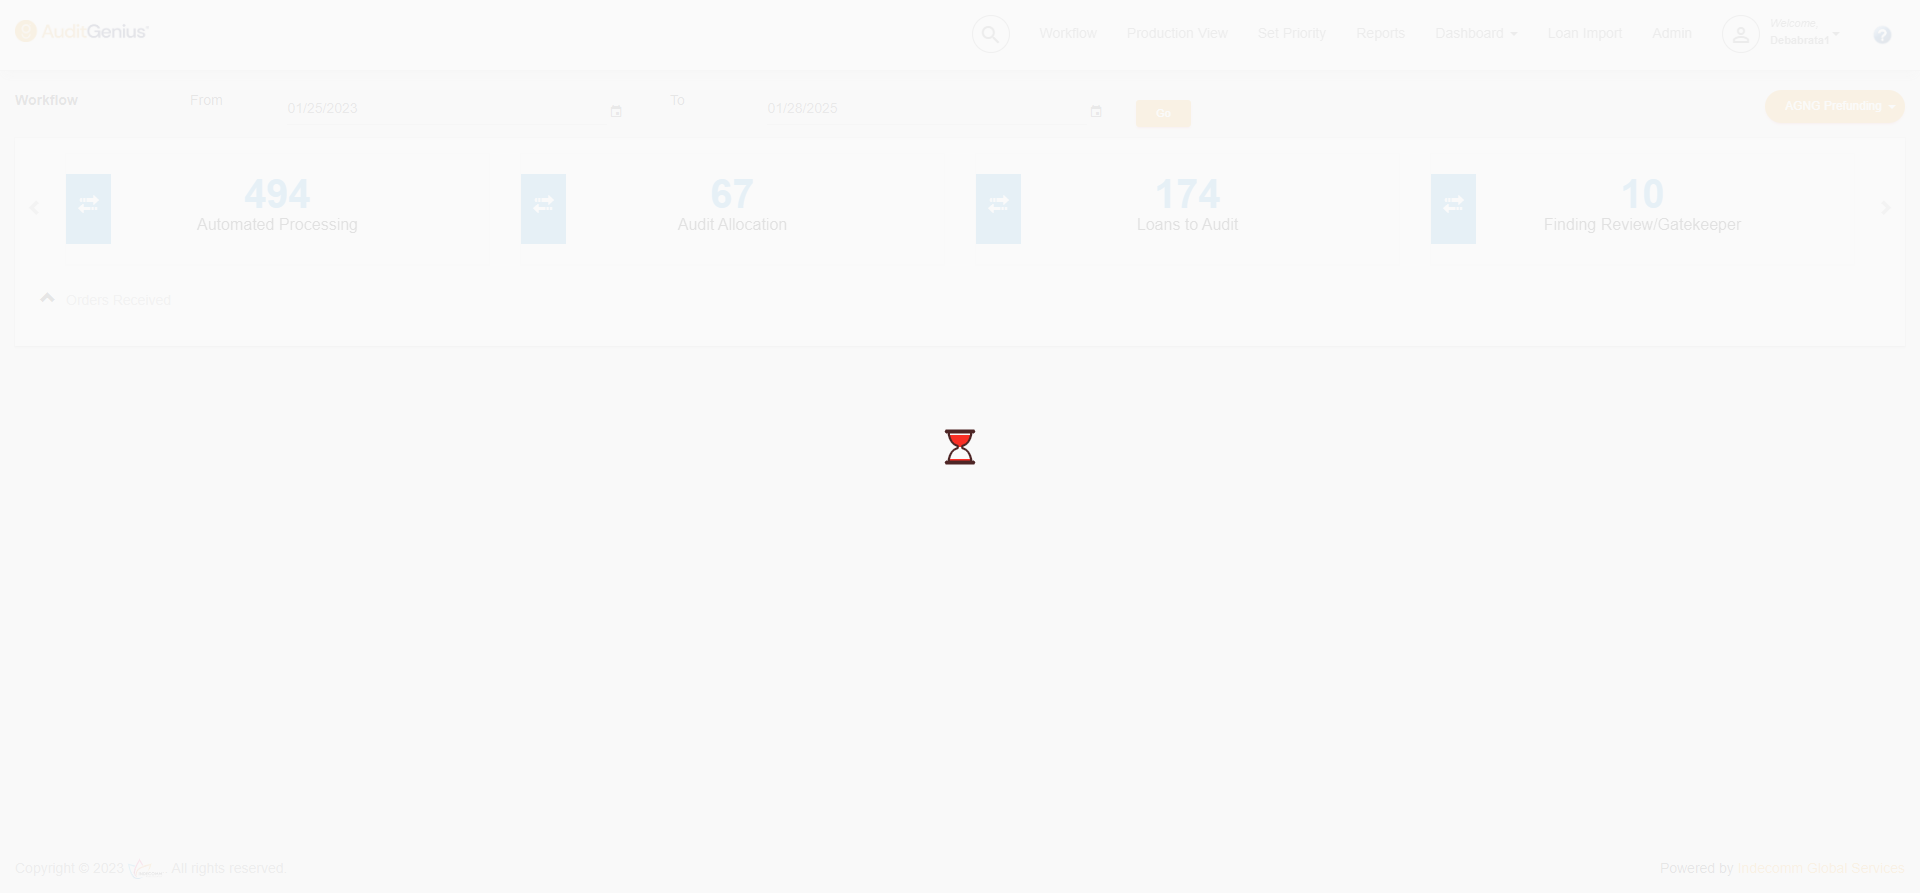 AuditGenius
Workflow Production View Set Priority Reports Dashboard Loan Import Admin Welcome, Debabrata1
Workflow From 01/25/2023 To 01/28/2025 Go AGNG Prefunding
494 67 174 10
Automated Processing Audit Allocation Loans to Audit Finding Review/Gatekeeper
Orders Received
Copyright © 2023 All rights reserved. Powered by Indecomm Global Services